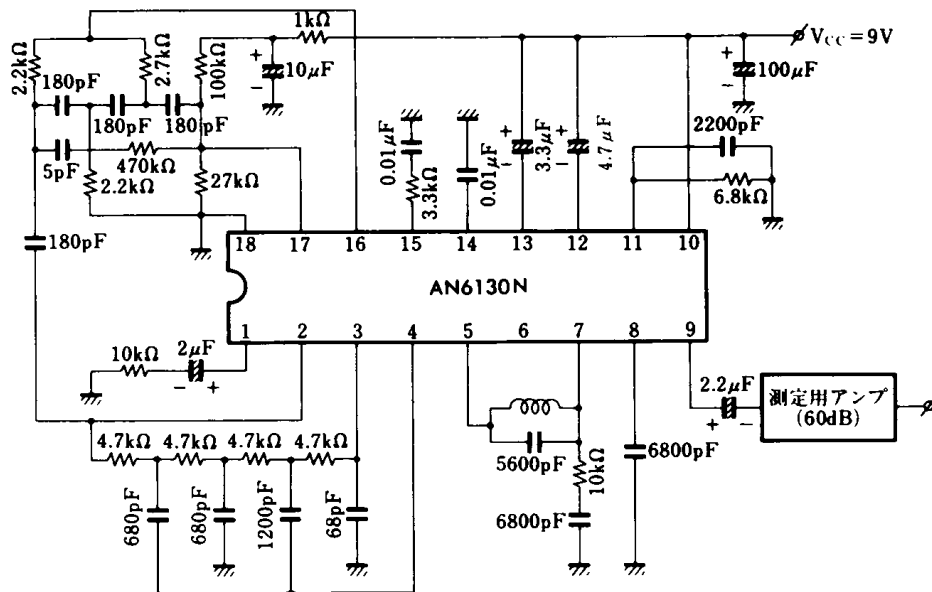 1kΩ
V_CC = 9V
2.2kΩ
2.7kΩ
100kΩ
10μF
100μF
180pF
180pF
180pF
2200pF
0.01μF
0.01μF
3.3μF
4.7μF
5pF
470kΩ
2.2kΩ
27kΩ
3.3kΩ
6.8kΩ
180pF
18 17 16 15 14 13 12 11 10
AN6130N
1 2 3 4 5 6 7 8 9
10kΩ
2μF
2.2μF
測定用アンプ
(60dB)
4.7kΩ 4.7kΩ 4.7kΩ 4.7kΩ
5600pF
10kΩ
6800pF
680pF
680pF
1200pF
68pF
6800pF